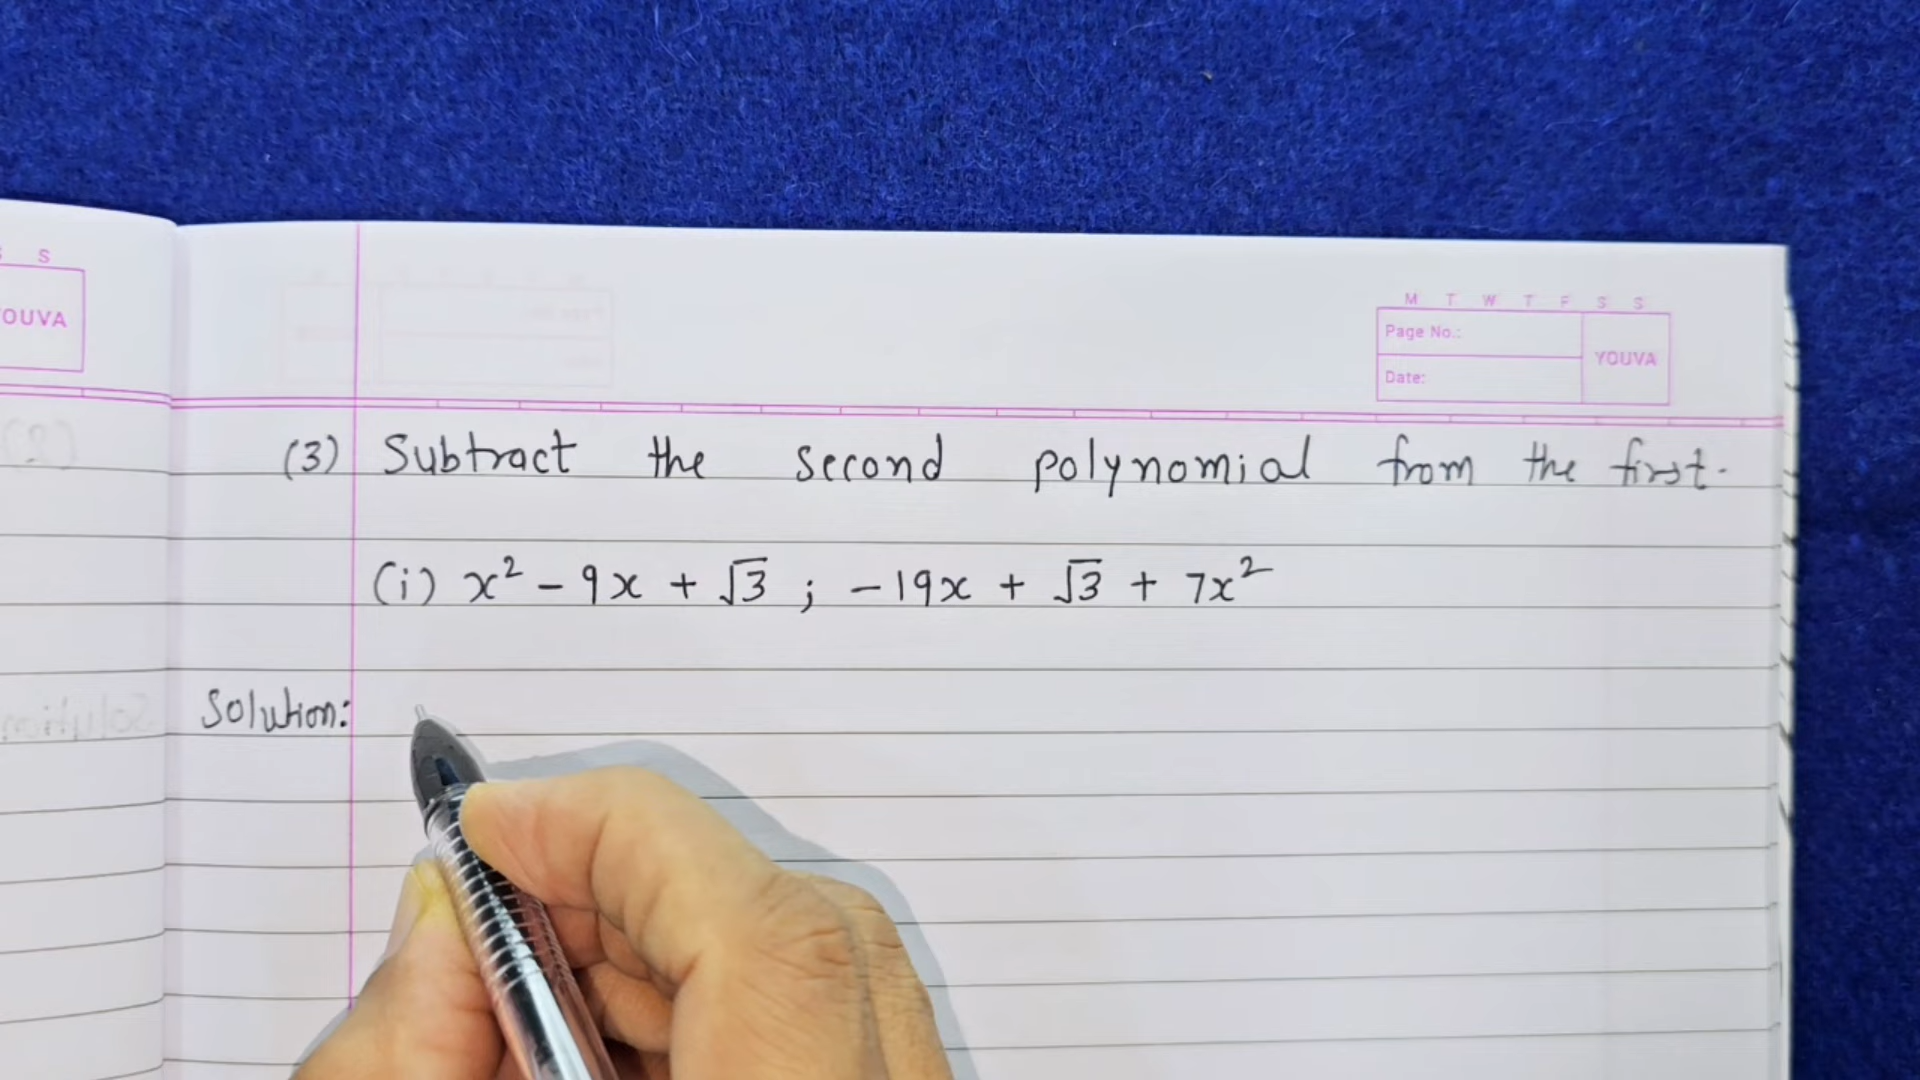 S
OUVA
M T W T F S S
Page No.:
YOUVA
Date:
(3) Subtract the second polynomial from the first.
(i) x² - 9x + √3 ; -19x + √3 + 7x²
Solution: